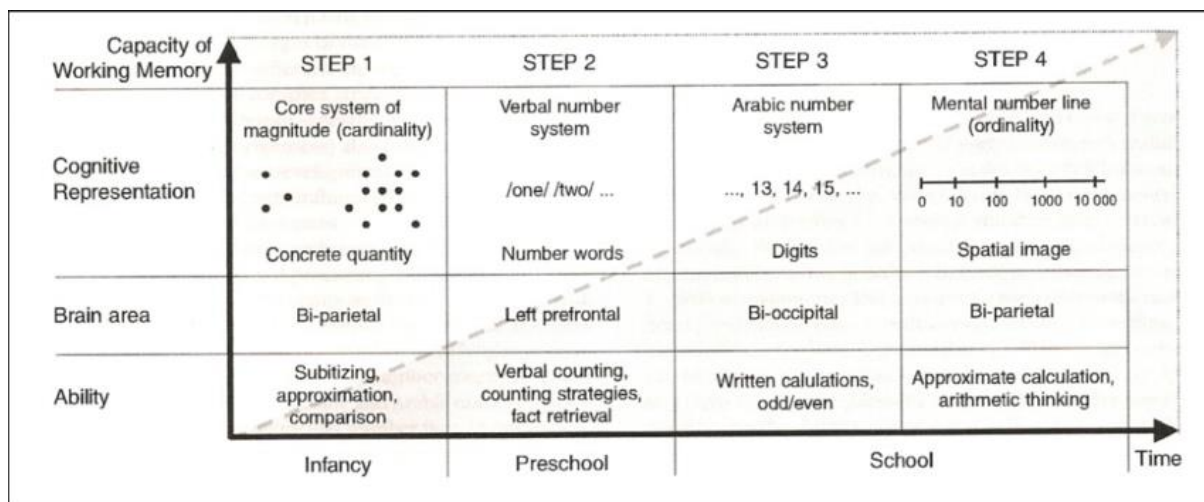 Capacity of
Working Memory
STEP 1
STEP 2
STEP 3
STEP 4
Cognitive
Representation
Core system of
magnitude (cardinality)
Concrete quantity
Verbal number
system
/one/ /two/ ...
Number words
Arabic number
system
..., 13, 14, 15, ...
Digits
Mental number line
(ordinality)
0 10 100 1000 10 000
Spatial image
Brain area
Bi-parietal
Left prefrontal
Bi-occipital
Bi-parietal
Ability
Subitizing,
approximation,
comparison
Verbal counting,
counting strategies,
fact retrieval
Written calulations,
odd/even
Approximate calculation,
arithmetic thinking
Infancy
Preschool
School
Time